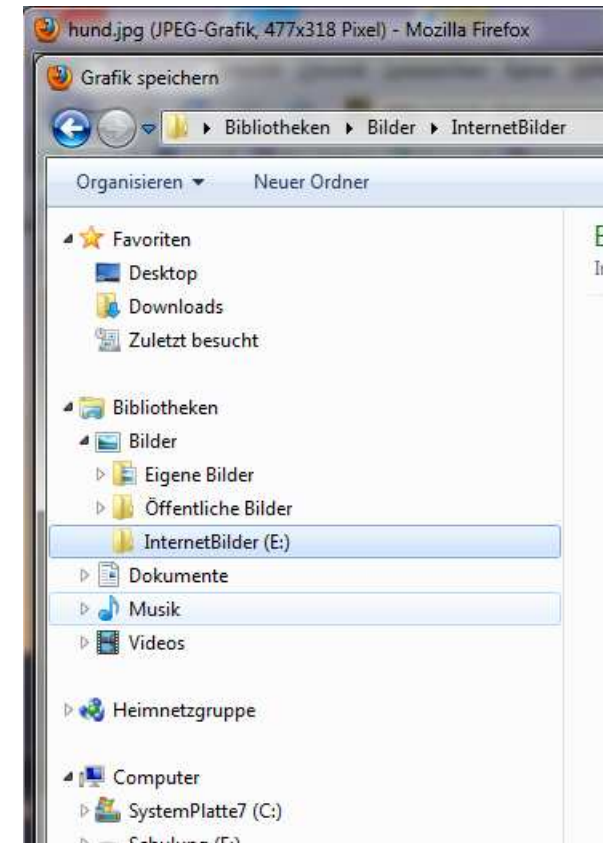 hund.jpg (JPEG-Grafik, 477x318 Pixel) - Mozilla Firefox
Grafik speichern
Bibliotheken Bilder InternetBilder
Organisieren Neuer Ordner
Favoriten
Desktop
Downloads
Zuletzt besucht
Bibliotheken
Bilder
Eigene Bilder
Öffentliche Bilder
InternetBilder (E:)
Dokumente
Musik
Videos
Heimnetzgruppe
Computer
SystemPlatte7 (C:)